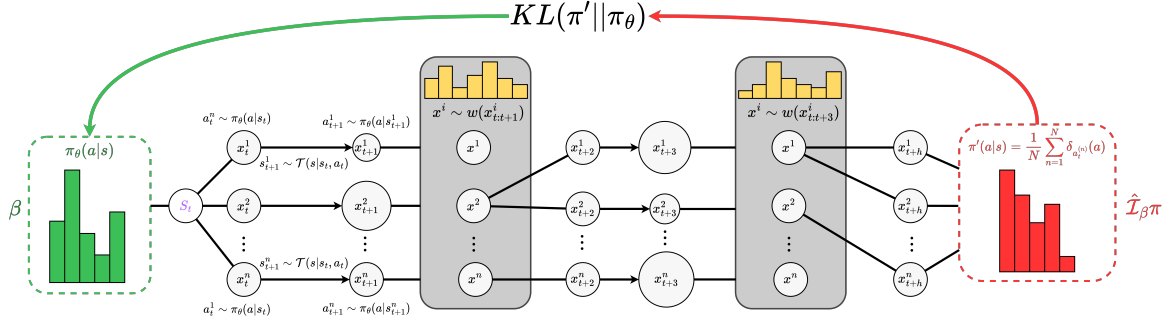 KL(π′||π_θ)
π_θ(a|s)
β
S_t
a_t^n ∼ π_θ(a|s_t)
x_t^1
s_{t+1}^1 ∼ 𝒯(s|s_t, a_t)
x_t^2
⋮
s_{t+1}^n ∼ 𝒯(s|s_t, a_t)
x_t^n
a_t^1 ∼ π_θ(a|s_t)
a_{t+1}^1 ∼ π_θ(a|s_{t+1}^1)
x_{t+1}^1
x_{t+1}^2
⋮
x_{t+1}^n
a_{t+1}^n ∼ π_θ(a|s_{t+1}^n)
x^i ∼ w(x_{t:t+1}^i)
x^1
x^2
⋮
x^n
x_{t+2}^1
x_{t+2}^2
⋮
x_{t+2}^n
x_{t+3}^1
x_{t+3}^2
⋮
x_{t+3}^n
x^i ∼ w(x_{t:t+3}^i)
x^1
x^2
⋮
x^n
x_{t+h}^1
x_{t+h}^2
⋮
x_{t+h}^n
π′(a|s) = 1/N ∑_{n=1}^N δ_{a_t^{(n)}}(a)
Î_β π